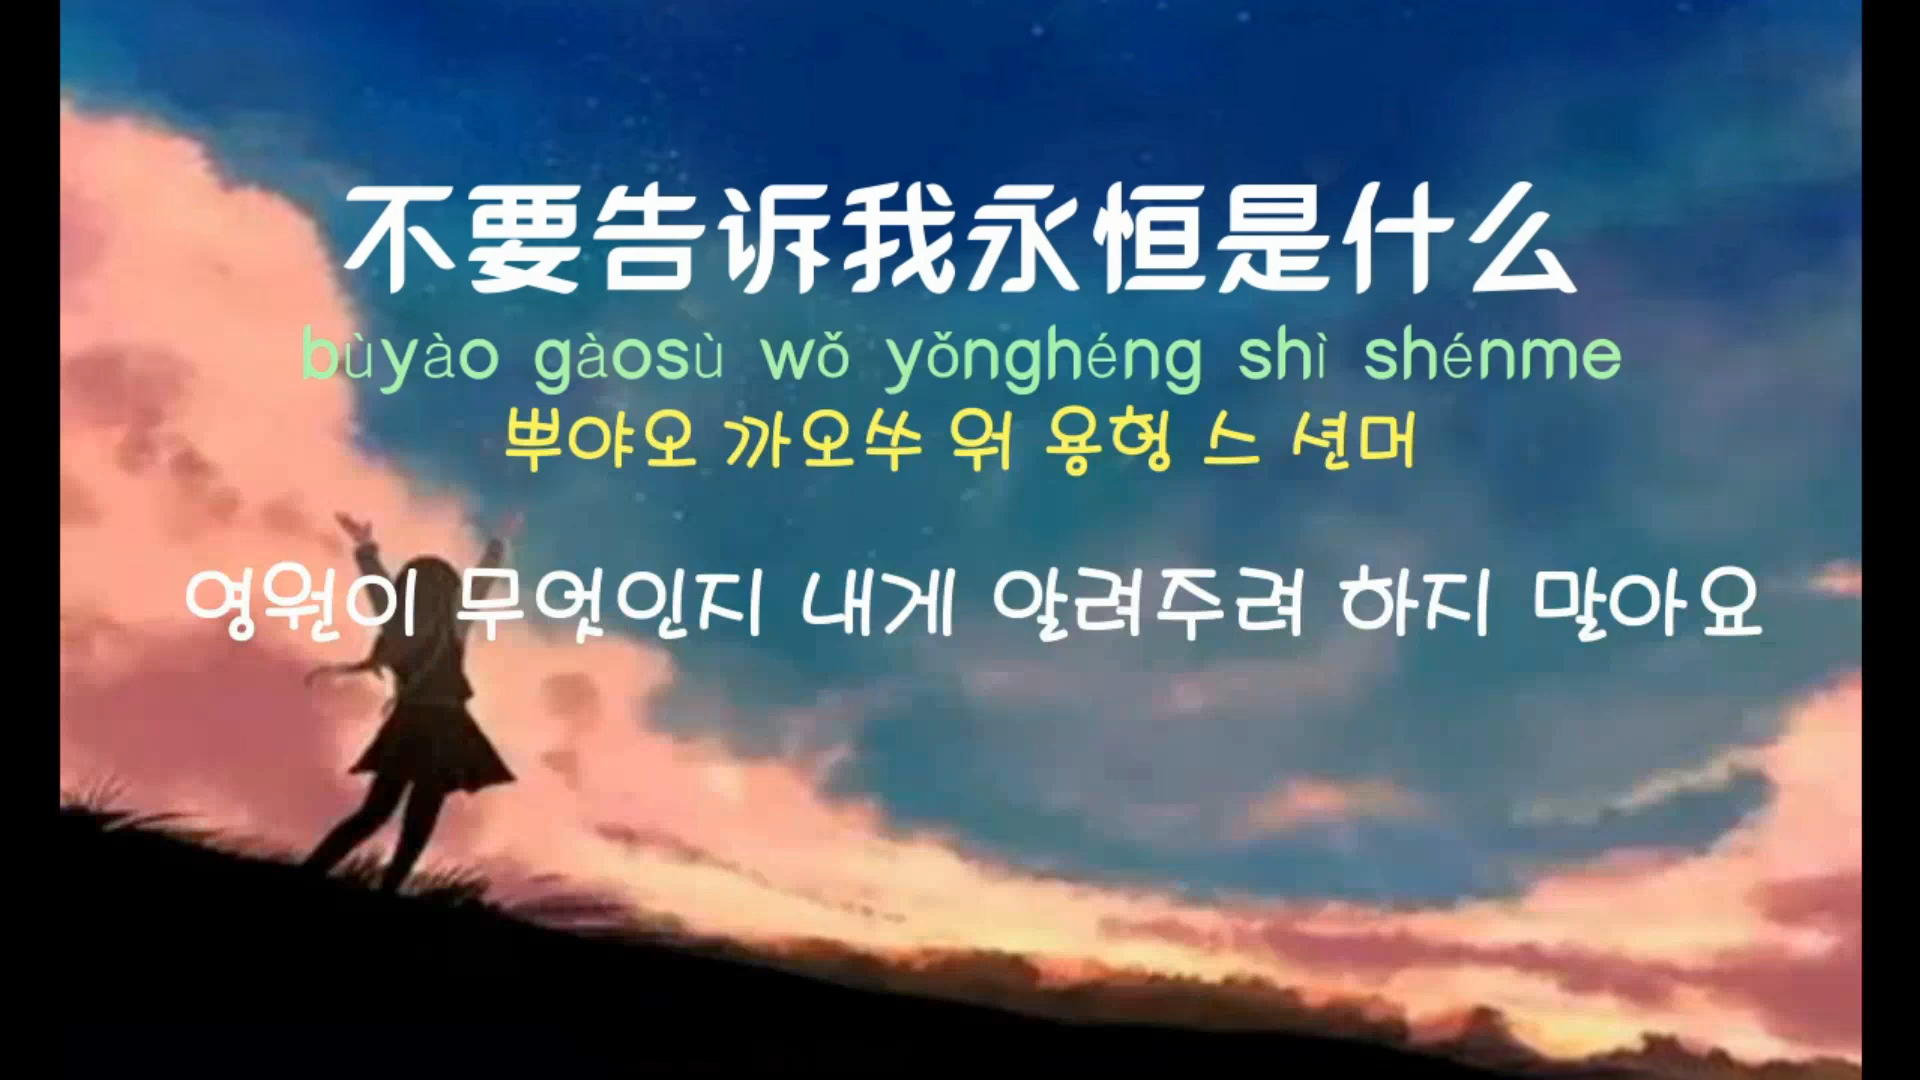 不要告诉我永恒是什么
bùyào gàosù wǒ yǒnghéng shì shénme
뿌야오 까오쑤 워 용헝 스 션머
영원이 무엇인지 내게 알려주려 하지 말아요